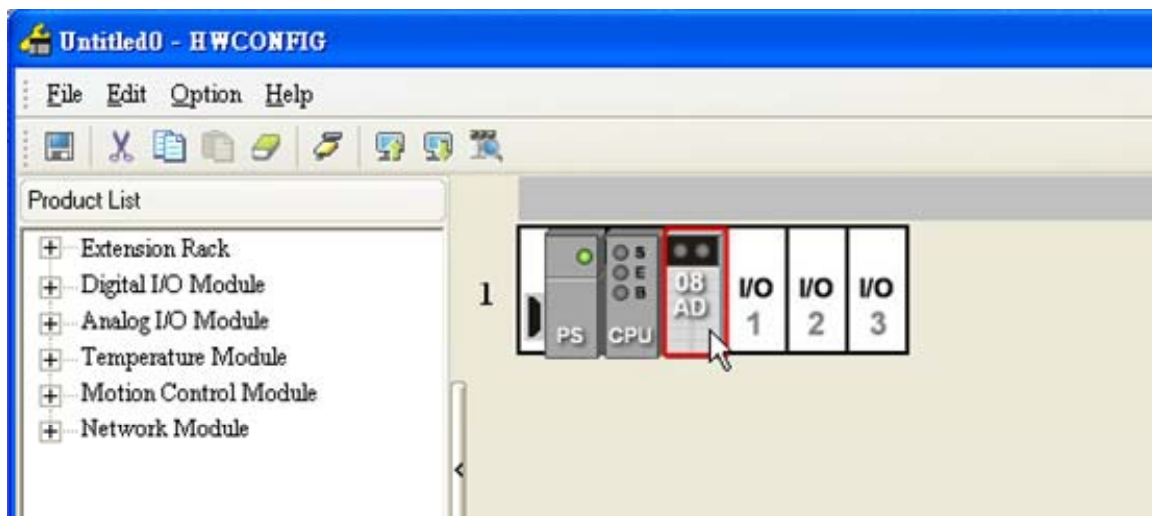 Untitled0 - HWCONFIG
File Edit Option Help
Product List
Extension Rack
Digital I/O Module
Analog I/O Module
Temperature Module
Motion Control Module
Network Module
1
PS
S
E
B
CPU
08
AD
I/O
1
I/O
2
I/O
3
<